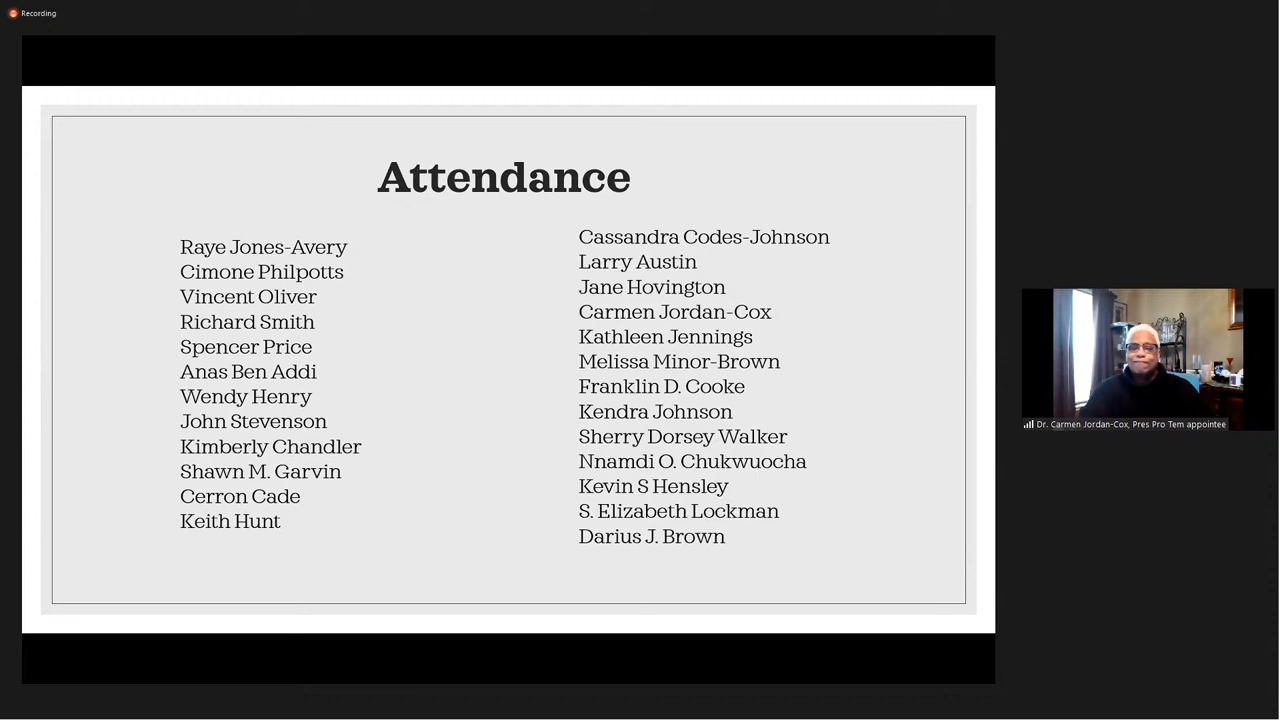 Recording
Attendance
Raye Jones-Avery
Cimone Philpotts
Vincent Oliver
Richard Smith
Spencer Price
Anas Ben Addi
Wendy Henry
John Stevenson
Kimberly Chandler
Shawn M. Garvin
Cerron Cade
Keith Hunt
Cassandra Codes-Johnson
Larry Austin
Jane Hovington
Carmen Jordan-Cox
Kathleen Jennings
Melissa Minor-Brown
Franklin D. Cooke
Kendra Johnson
Sherry Dorsey Walker
Nnamdi O. Chukwuocha
Kevin S Hensley
S. Elizabeth Lockman
Darius J. Brown
Dr. Carmen Jordan-Cox, Pres Pro Tem appointee